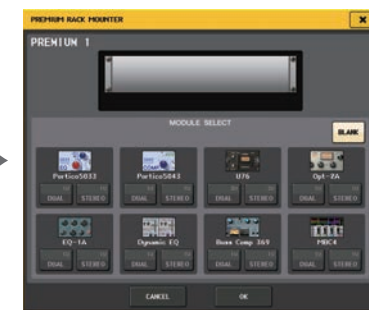 PREMIUM RACK MOUNTER
PREMIUM 1
MODULE SELECT
BLANK
Portico5033 Portico5043 U76 Opt-2A
DUAL STEREO DUAL STEREO DUAL STEREO DUAL STEREO
EQ-1A Dynamic EQ Buss Comp 369 MBC4
DUAL STEREO DUAL STEREO DUAL STEREO DUAL STEREO
CANCEL OK